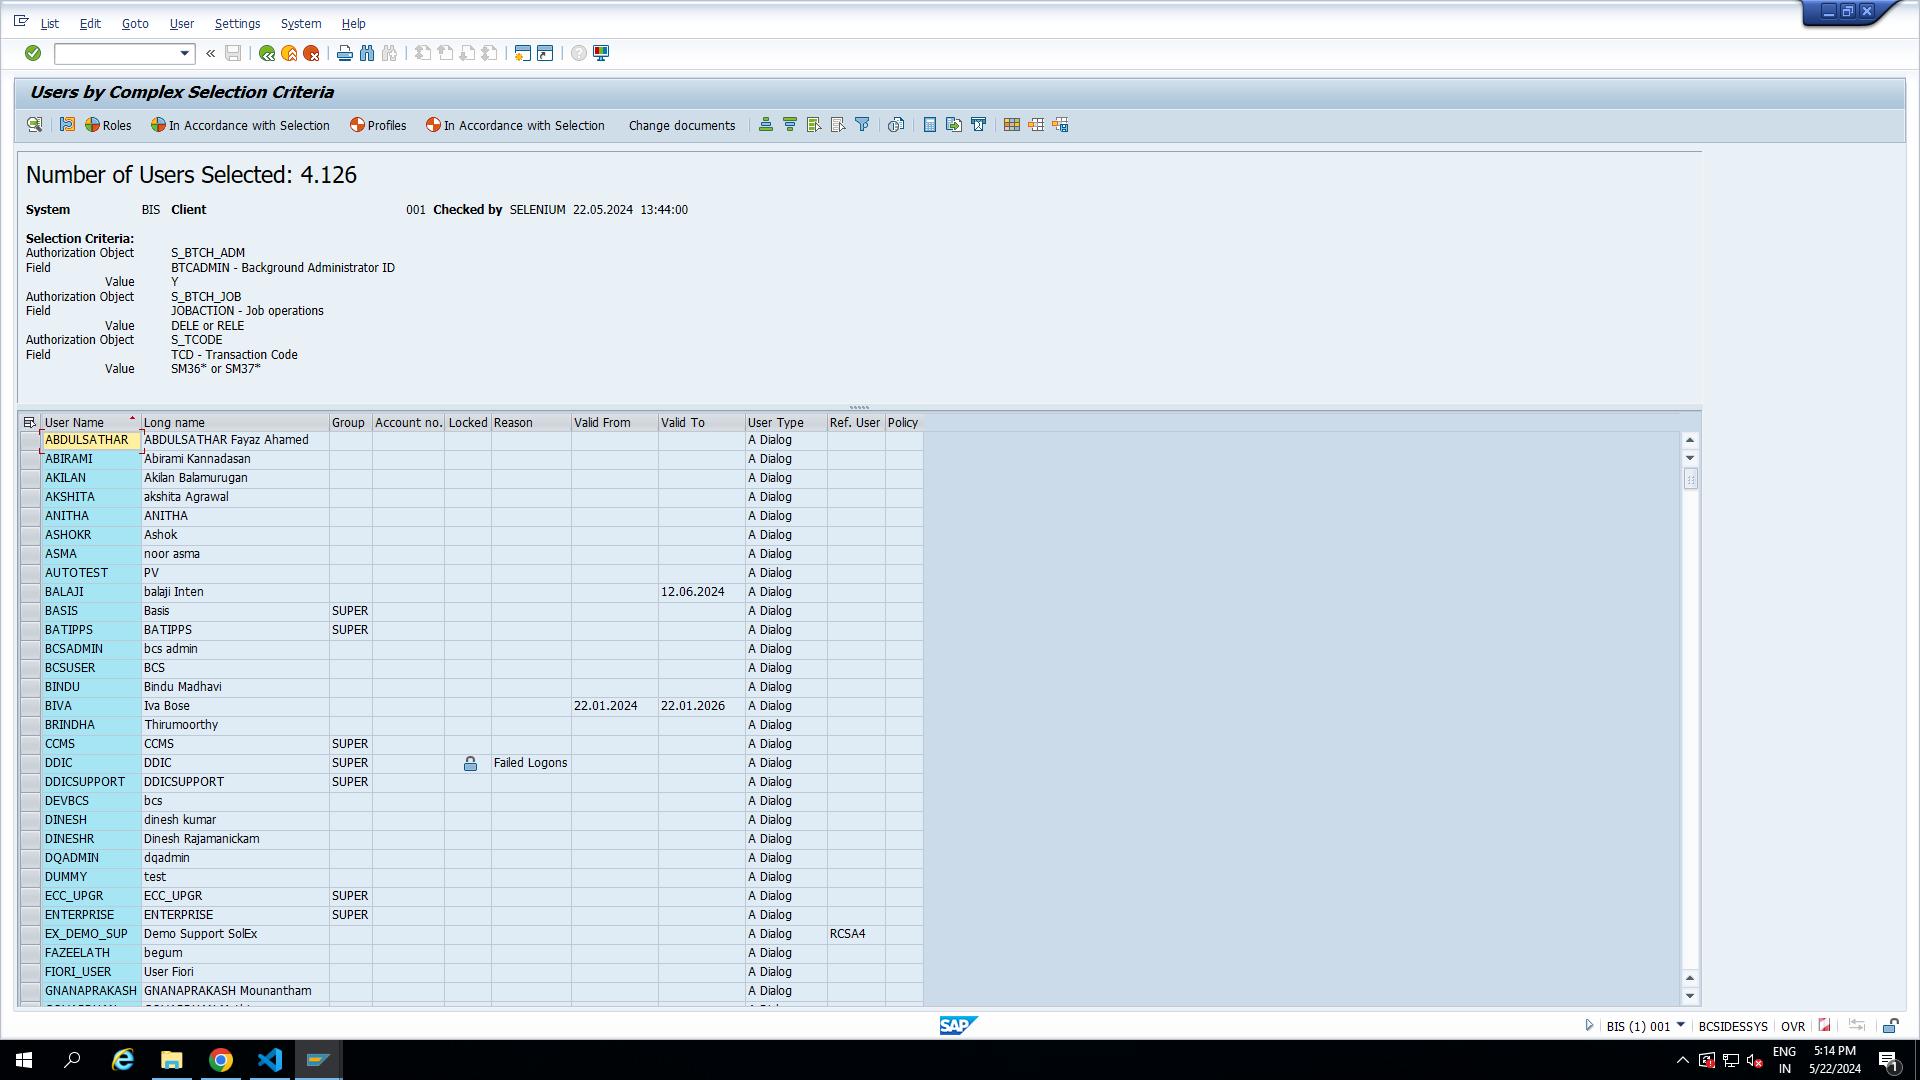 List Edit Goto User Settings System Help
«
Users by Complex Selection Criteria
Roles In Accordance with Selection Profiles In Accordance with Selection Change documents
Number of Users Selected: 4.126
System BIS Client 001 Checked by SELENIUM 22.05.2024 13:44:00
Selection Criteria:
Authorization Object S_BTCH_ADM
Field BTCADMIN - Background Administrator ID
Value Y
Authorization Object S_BTCH_JOB
Field JOBACTION - Job operations
Value DELE or RELE
Authorization Object S_TCODE
Field TCD - Transaction Code
Value SM36* or SM37*
User Name Long name Group Account no. Locked Reason Valid From Valid To User Type Ref. User Policy
ABDULSATHAR ABDULSATHAR Fayaz Ahamed A Dialog
ABIRAMI Abirami Kannadasan A Dialog
AKILAN Akilan Balamurugan A Dialog
AKSHITA akshita Agrawal A Dialog
ANITHA ANITHA A Dialog
ASHOKR Ashok A Dialog
ASMA noor asma A Dialog
AUTOTEST PV A Dialog
BALAJI balaji Inten 12.06.2024 A Dialog
BASIS Basis SUPER A Dialog
BATIPPS BATIPPS SUPER A Dialog
BCSADMIN bcs admin A Dialog
BCSUSER BCS A Dialog
BINDU Bindu Madhavi A Dialog
BIVA Iva Bose 22.01.2024 22.01.2026 A Dialog
BRINDHA Thirumoorthy A Dialog
CCMS CCMS SUPER A Dialog
DDIC DDIC SUPER Failed Logons A Dialog
DDICSUPPORT DDICSUPPORT SUPER A Dialog
DEVBCS bcs A Dialog
DINESH dinesh kumar A Dialog
DINESHR Dinesh Rajamanickam A Dialog
DQADMIN dqadmin A Dialog
DUMMY test A Dialog
ECC_UPGR ECC_UPGR SUPER A Dialog
ENTERPRISE ENTERPRISE SUPER A Dialog
EX_DEMO_SUP Demo Support SolEx A Dialog RCSA4
FAZEELATH begum A Dialog
FIORI_USER User Fiori A Dialog
GNANAPRAKASH GNANAPRAKASH Mounantham A Dialog
SAP
BIS (1) 001 BCSIDESSYS OVR
ENG 5:14 PM
IN 5/22/2024 1